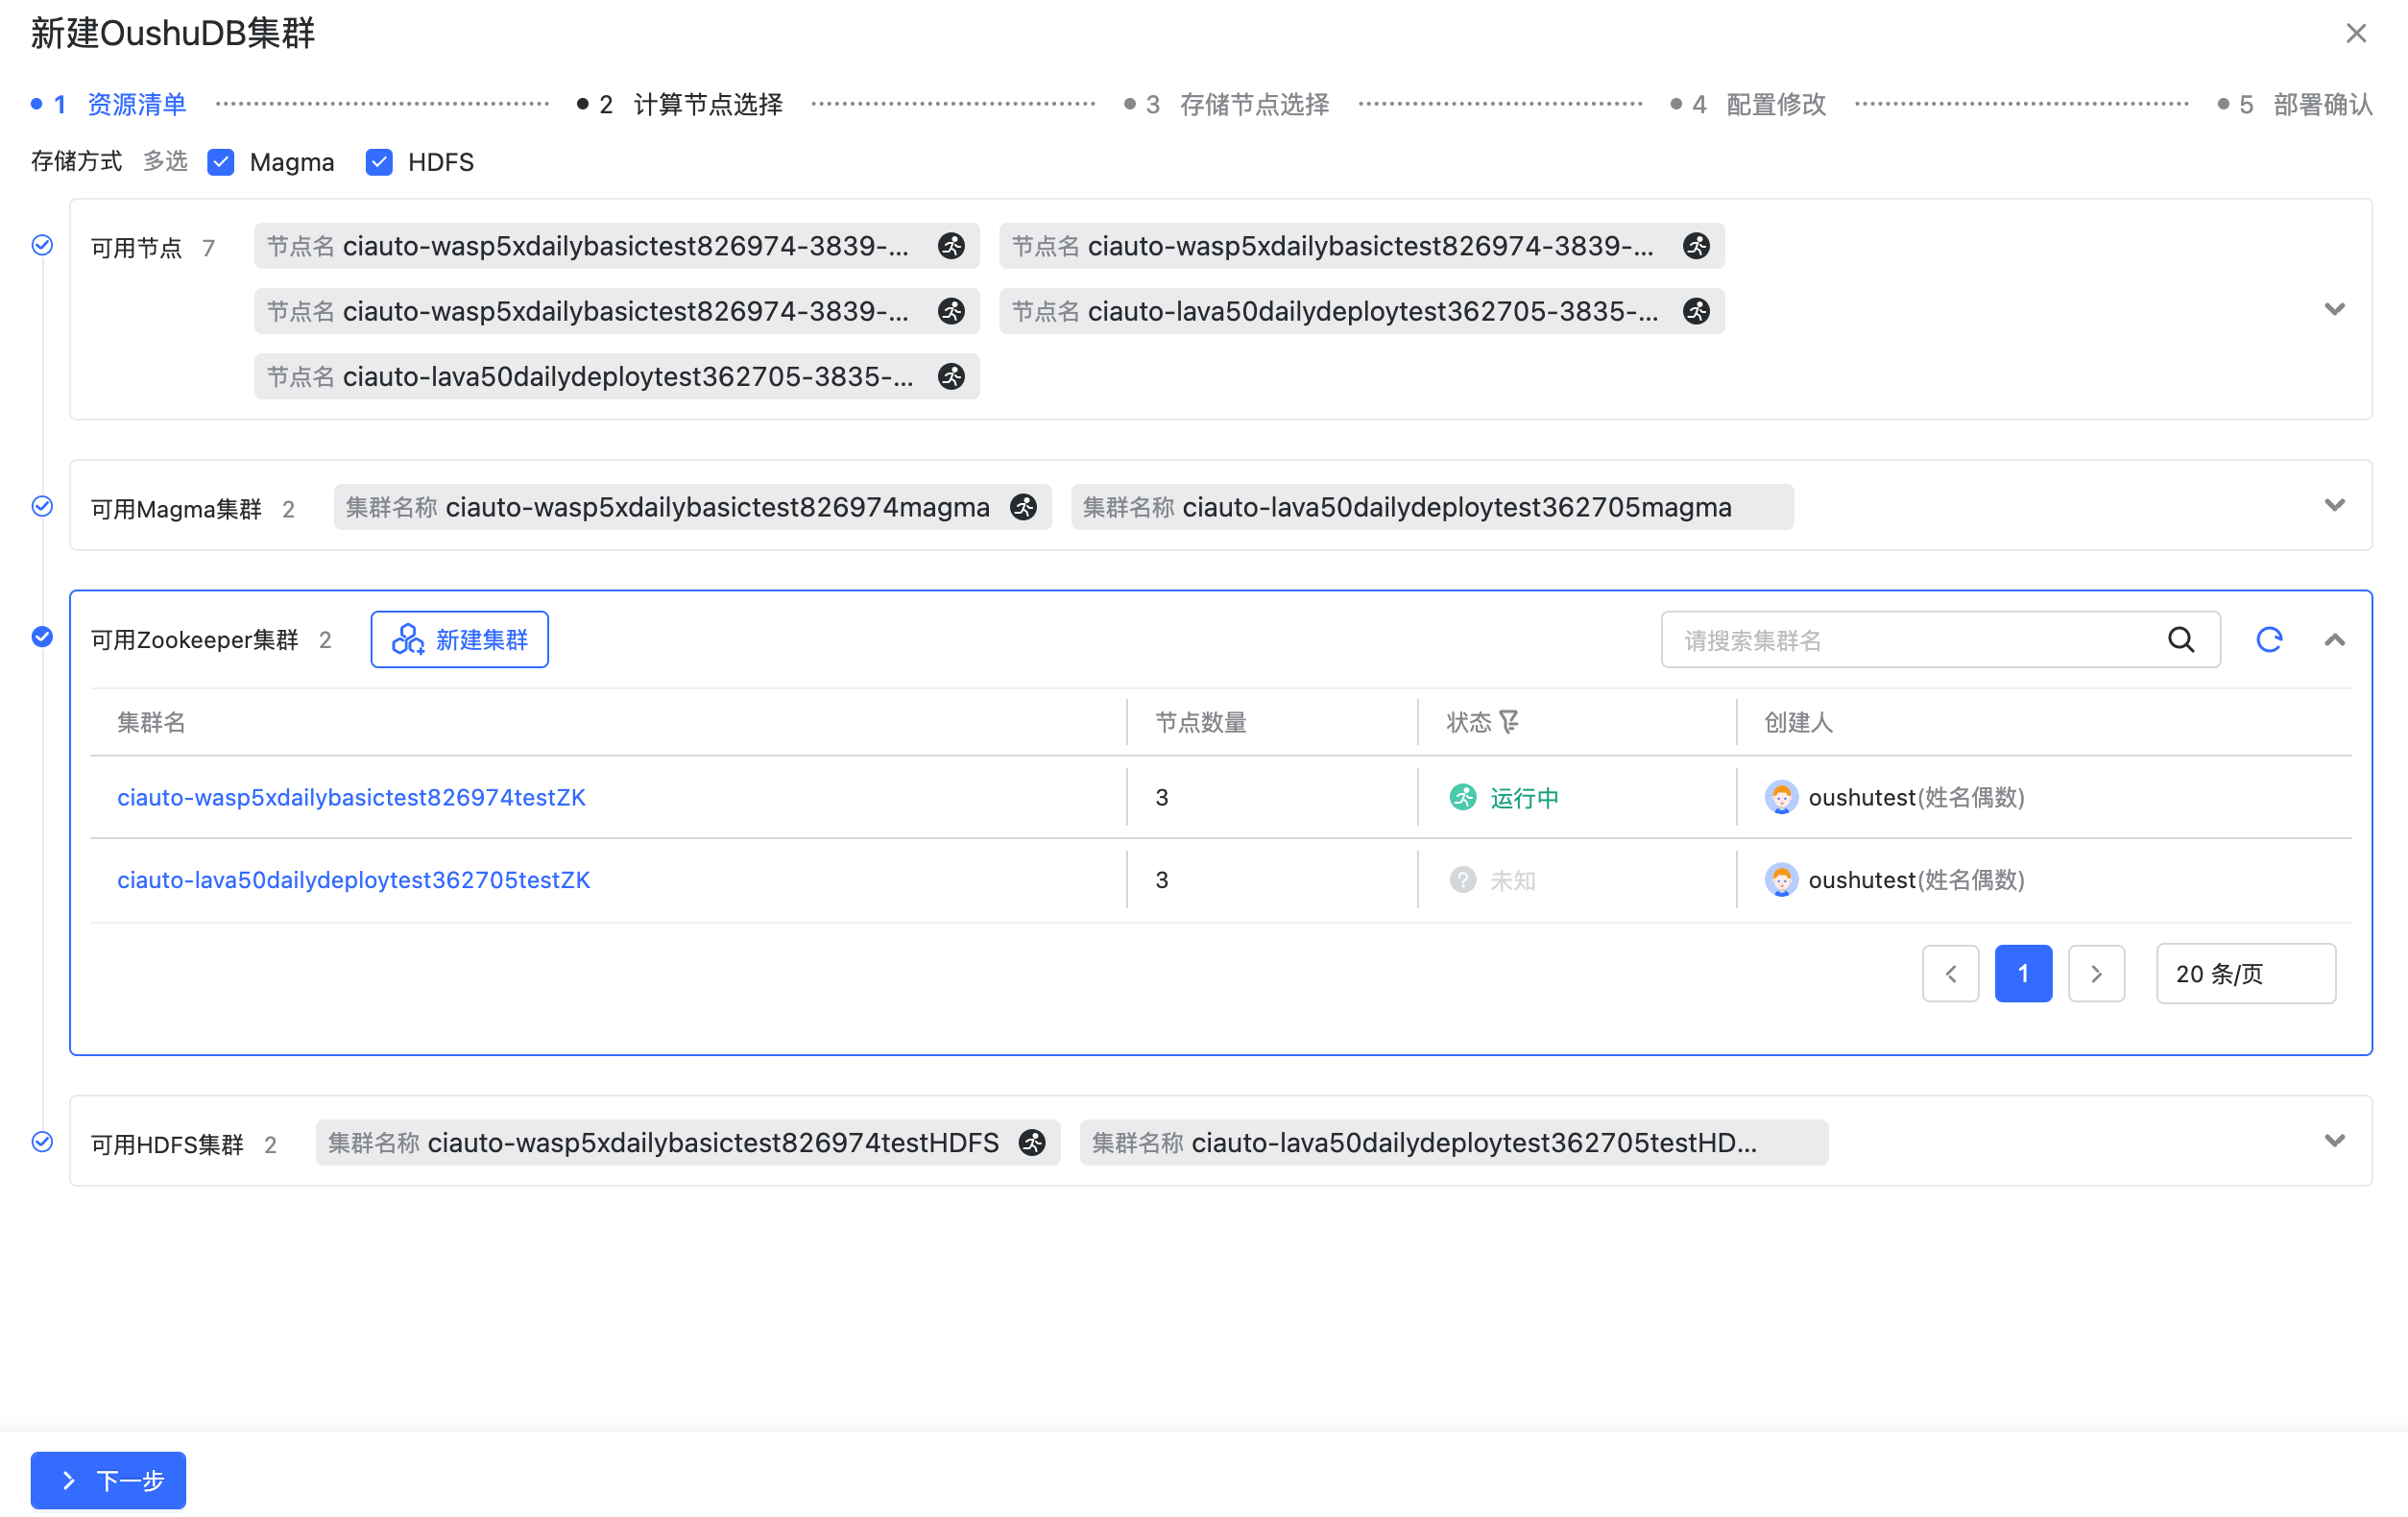 新建OushuDB集群
1 资源清单 2 计算节点选择 3 存储节点选择 4 配置修改 5 部署确认
存储方式 多选 Magma HDFS
可用节点 7 节点名 ciauto-wasp5xdailybasictest826974-3839-... 节点名 ciauto-wasp5xdailybasictest826974-3839-...
节点名 ciauto-wasp5xdailybasictest826974-3839-... 节点名 ciauto-lava50dailydeploytest362705-3835-...
节点名 ciauto-lava50dailydeploytest362705-3835-...
可用Magma集群 2 集群名称 ciauto-wasp5xdailybasictest826974magma 集群名称 ciauto-lava50dailydeploytest362705magma
可用Zookeeper集群 2 新建集群 请搜索集群名
集群名 节点数量 状态 创建人
ciauto-wasp5xdailybasictest826974testZK 3 运行中 oushutest(姓名偶数)
ciauto-lava50dailydeploytest362705testZK 3 未知 oushutest(姓名偶数)
1 20 条/页
可用HDFS集群 2 集群名称 ciauto-wasp5xdailybasictest826974testHDFS 集群名称 ciauto-lava50dailydeploytest362705testHD...
下一步